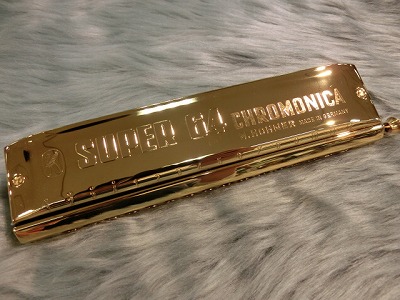 SUPER 64 CHROMONICA
M. HOHNER MADE IN GERMANY